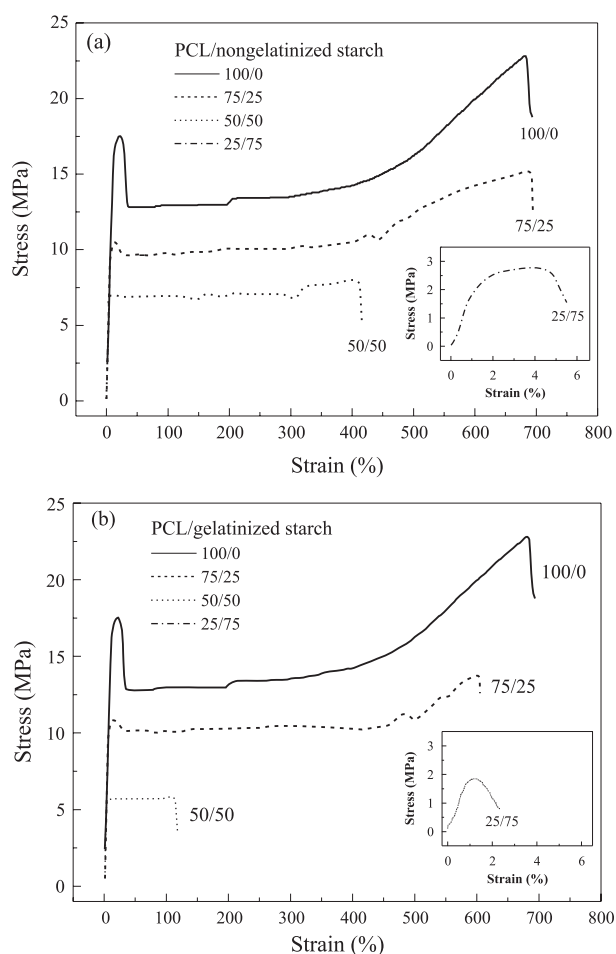 (a)
PCL/nongelatinized starch
100/0
75/25
50/50
25/75
25
20
15
10
5
0
Stress (MPa)
100/0
75/25
50/50
3
2
1
0
Stress (MPa)
25/75
0 2 4 6
Strain (%)
0 100 200 300 400 500 600 700 800
Strain (%)
(b)
PCL/gelatinized starch
100/0
75/25
50/50
25/75
25
20
15
10
5
0
Stress (MPa)
100/0
75/25
50/50
3
2
1
0
Stress (MPa)
25/75
0 2 4 6
Strain (%)
0 100 200 300 400 500 600 700 800
Strain (%)